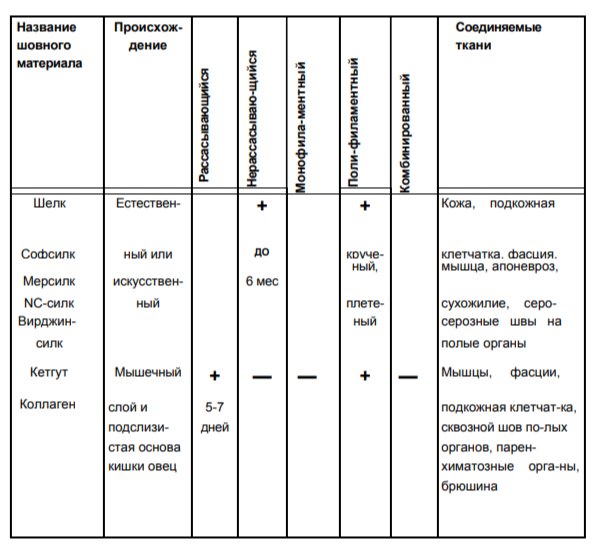 Название шовного материала
Происхож-дение
Рассасывающийся
Нерассасываю-щийся
Монофила-ментный
Поли-филаментный
Комбинированный
Соединяемые ткани
Шелк Естествен- + + Кожа, подкожная
Софсилк ный или до круче- клетчатка. фасция.
ный, мышца, апоневроз,
Мерсилк искусствен- 6 мес
NC-силк ный плете- сухожилие, серо-
Вирджин- ный серозные швы на
силк полые органы
Кетгут Мышечный + — — + — Мышцы, фасции,
Коллаген слой и 5-7 подкожная клетчат-ка,
подслизи- дней сквозной шов по-лых
стая основа органов, парен-
кишки овец химатозные орга-ны,
брюшина